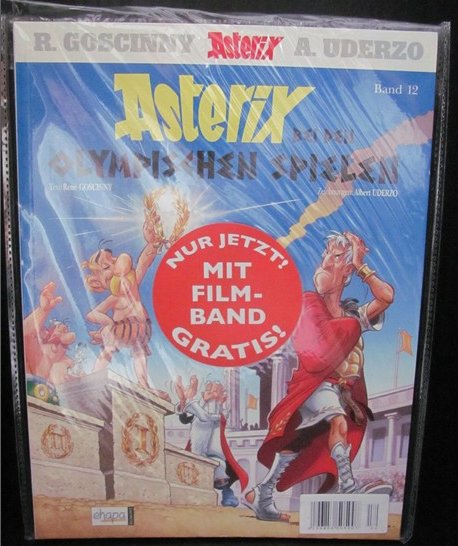 R. GOSCINNY Asterix A. UDERZO
Asterix
Band 12
BEI DEN
OLYMPISCHEN SPIELEN
Text: René GOSCINNY
Zeichnungen: Albert UDERZO
NUR JETZT!
MIT
FILM-
BAND
GRATIS!
ehapa